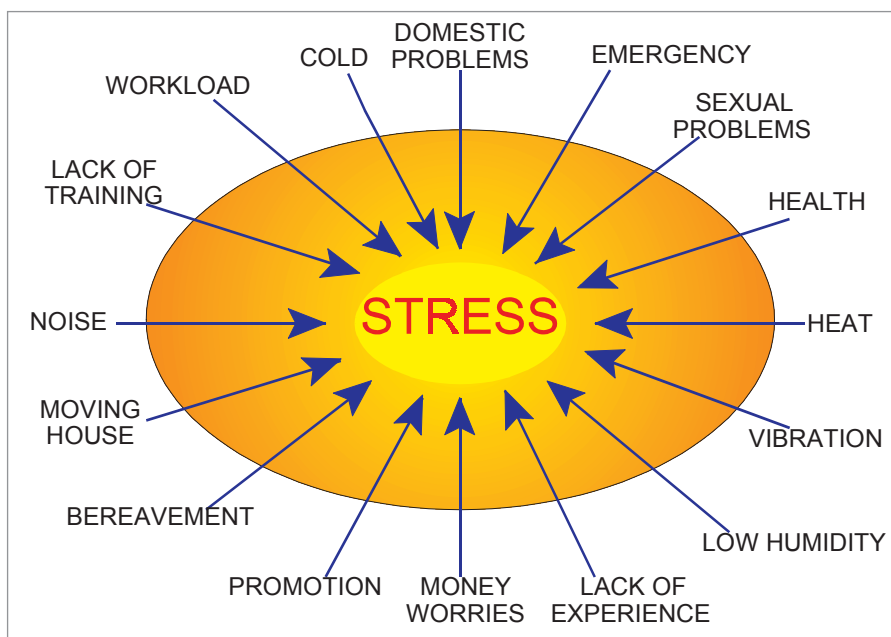 DOMESTIC
PROBLEMS
EMERGENCY
SEXUAL
PROBLEMS
HEALTH
HEAT
VIBRATION
LOW HUMIDITY
LACK OF
EXPERIENCE
MONEY
WORRIES
PROMOTION
BEREAVEMENT
MOVING
HOUSE
NOISE
LACK OF
TRAINING
WORKLOAD
COLD
STRESS